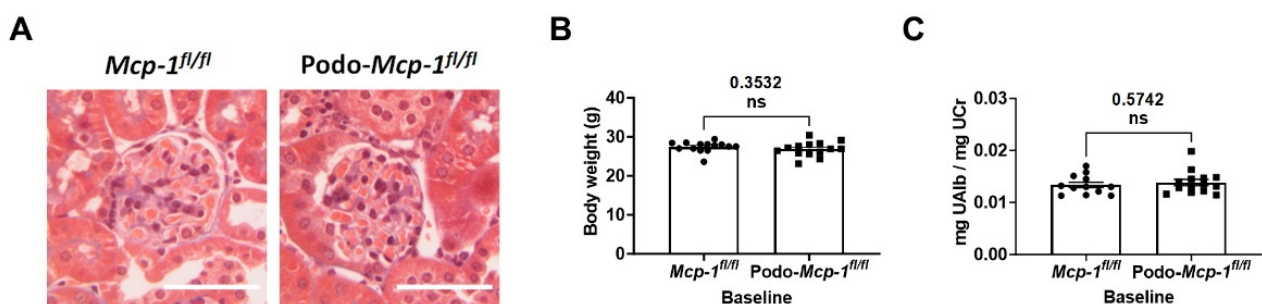 A
Mcp-1fl/fl
Podo-Mcp-1fl/fl
B
0.3532
ns
Body weight (g)
40
30
20
10
0
Mcp-1fl/fl
Podo-Mcp-1fl/fl
Baseline
C
0.5742
ns
mg UAlb / mg UCr
0.03
0.02
0.01
0.00
Mcp-1fl/fl
Podo-Mcp-1fl/fl
Baseline